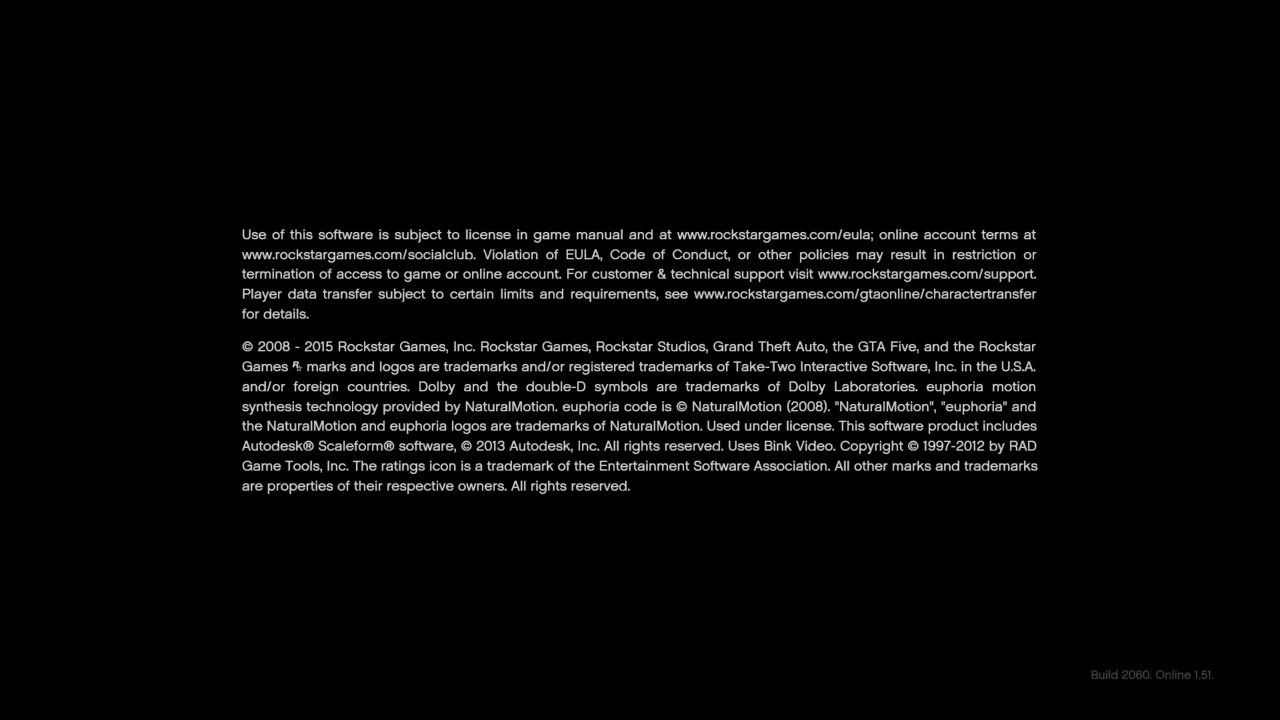 Use of this software is subject to license in game manual and at www.rockstargames.com/eula; online account terms at
www.rockstargames.com/socialclub. Violation of EULA, Code of Conduct, or other policies may result in restriction or
termination of access to game or online account. For customer & technical support visit www.rockstargames.com/support.
Player data transfer subject to certain limits and requirements, see www.rockstargames.com/gtaonline/charactertransfer
for details.
© 2008 - 2015 Rockstar Games, Inc. Rockstar Games, Rockstar Studios, Grand Theft Auto, the GTA Five, and the Rockstar
Games R* marks and logos are trademarks and/or registered trademarks of Take-Two Interactive Software, Inc. in the U.S.A.
and/or foreign countries. Dolby and the double-D symbols are trademarks of Dolby Laboratories. euphoria motion
synthesis technology provided by NaturalMotion. euphoria code is © NaturalMotion (2008). "NaturalMotion", "euphoria" and
the NaturalMotion and euphoria logos are trademarks of NaturalMotion. Used under license. This software product includes
Autodesk® Scaleform® software, © 2013 Autodesk, Inc. All rights reserved. Uses Bink Video. Copyright © 1997-2012 by RAD
Game Tools, Inc. The ratings icon is a trademark of the Entertainment Software Association. All other marks and trademarks
are properties of their respective owners. All rights reserved.
Build 2060. Online 1.51.